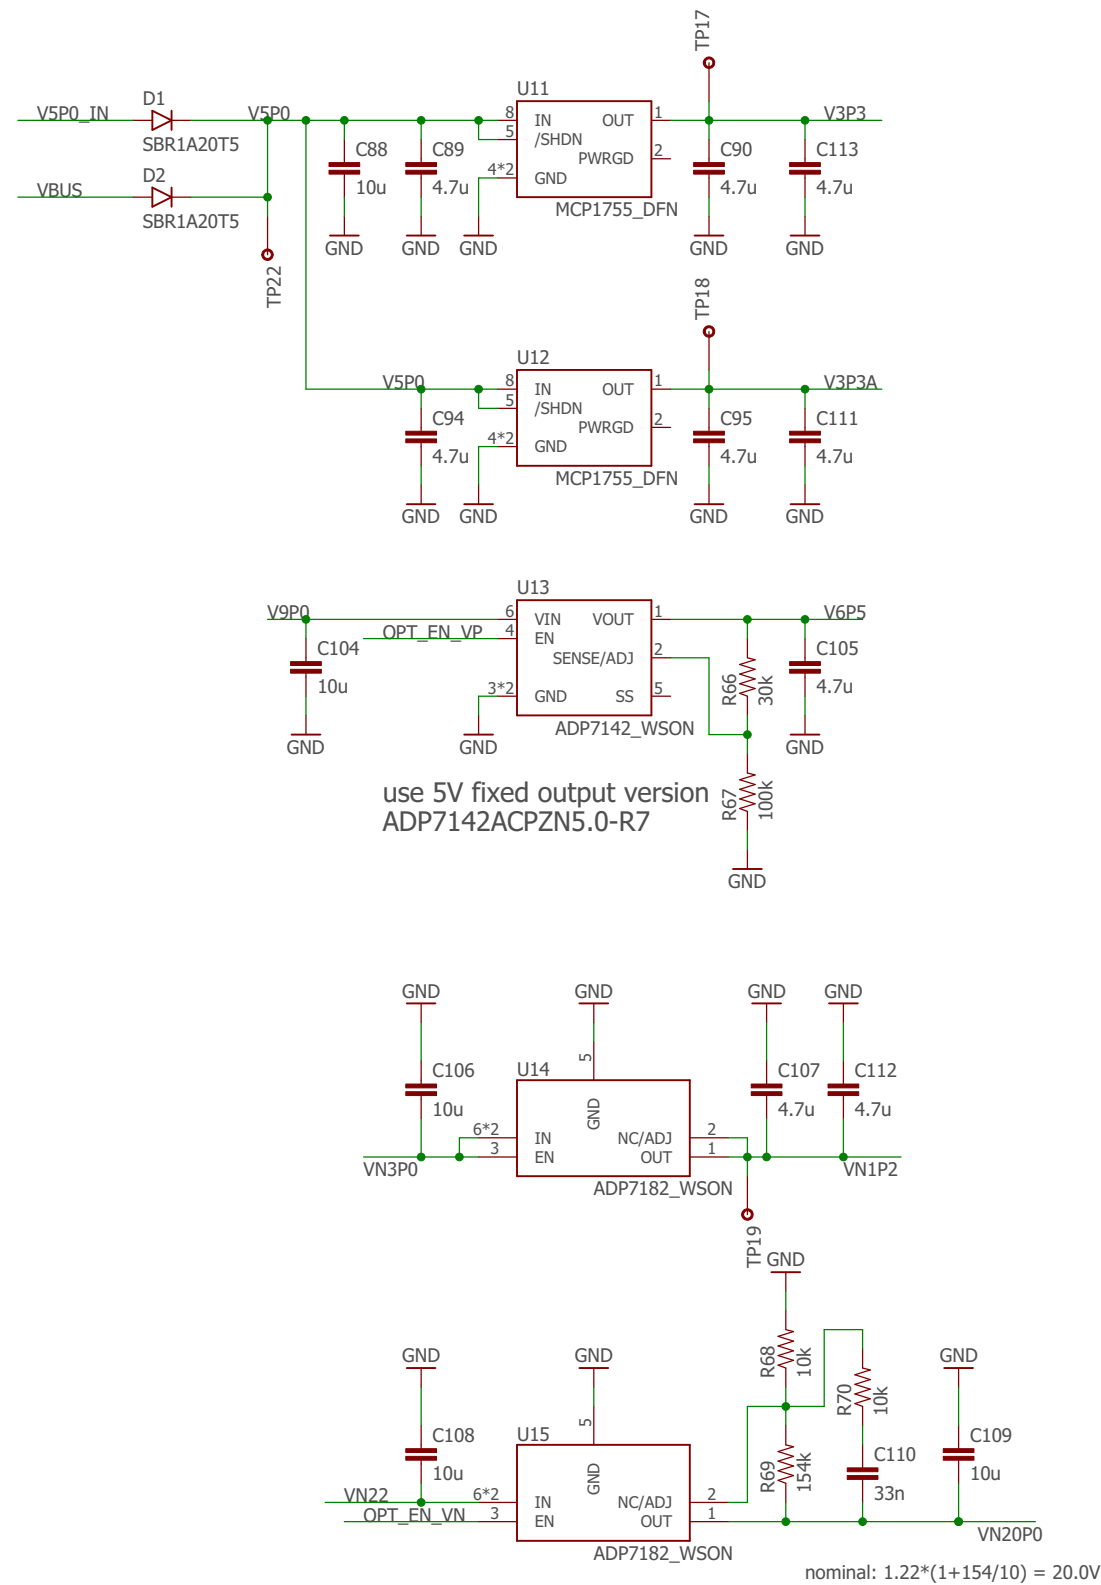 TP17
U11
D1
V5P0_IN
V5P0
8
IN
OUT
1
V3P3
5
/SHDN
SBR1A20T5
C88
C89
PWRGD
2
C90
C113
D2
4*2
GND
10u
4.7u
4.7u
4.7u
VBUS
MCP1755_DFN
SBR1A20T5
GND
GND
GND
GND
GND
TP22
TP18
U12
V5P0
8
IN
OUT
1
V3P3A
5
/SHDN
C94
PWRGD
2
C95
C111
4*2
GND
4.7u
4.7u
4.7u
MCP1755_DFN
GND
GND
GND
GND
U13
V9P0
6
VIN
VOUT
1
V6P5
OPT_EN_VP
4
EN
C104
SENSE/ADJ
2
C105
R66
30k
10u
4.7u
3*2
GND
SS
5
ADP7142_WSON
GND
GND
GND
use 5V fixed output version
ADP7142ACPZN5.0-R7
R67
100k
GND
GND
GND
GND
GND
5
U14
C106
C107
C112
10u
GND
4.7u
4.7u
6*2
IN
NC/ADJ
2
3
EN
OUT
1
VN3P0
VN1P2
ADP7182_WSON
TP19
GND
R68
10k
GND
GND
GND
R70
10k
5
U15
C108
C109
R69
154k
C110
10u
GND
10u
33n
VN22
6*2
IN
NC/ADJ
2
OPT_EN_VN
3
EN
OUT
1
VN20P0
ADP7182_WSON
nominal: 1.22*(1+154/10) = 20.0V